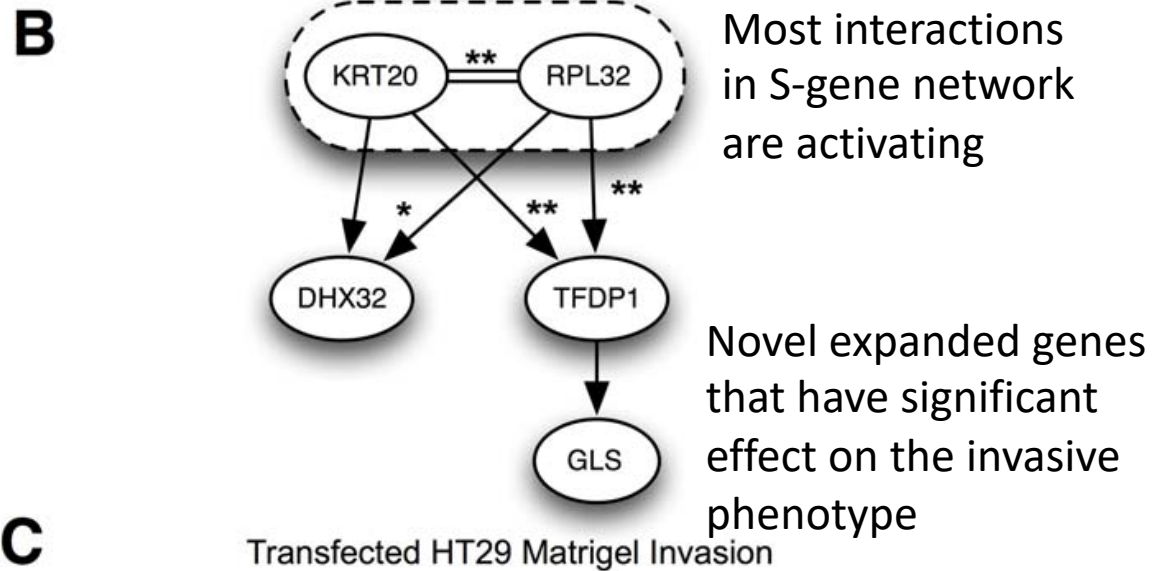 B
KRT20
**
RPL32
Most interactions
in S-gene network
are activating
*
**
**
DHX32
TFDP1
Novel expanded genes
that have significant
effect on the invasive
phenotype
GLS
C
Transfected HT29 Matrigel Invasion